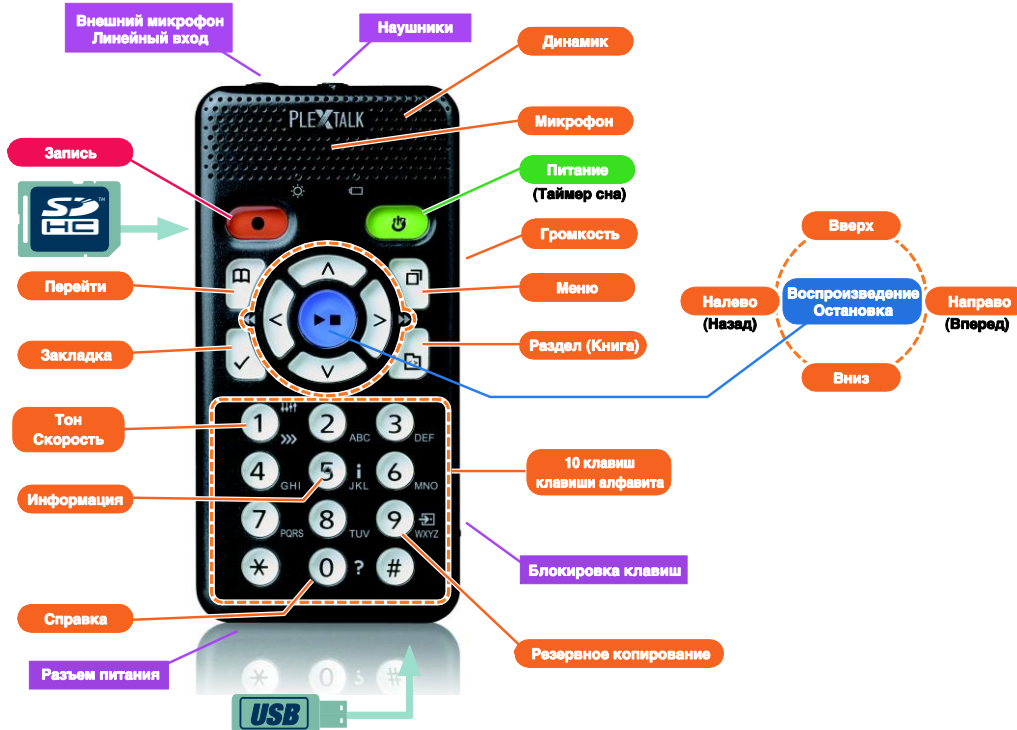 Внешний микрофон
Линейный вход
Наушники
Динамик
PLEXTALK
Микрофон
Запись
Питание
(Таймер сна)
SD™
HC
Громкость
Вверх
Перейти
Меню
Налево
(Назад)
Воспроизведение
Остановка
Направо
(Вперед)
Закладка
Раздел (Книга)
Вниз
Тон
Скорость
1
2 ABC
3 DEF
10 клавиш
клавиши алфавита
4 GHI
5 i JKL
6 MNO
Информация
7 PQRS
8 TUV
9 WXYZ
Блокировка клавиш
* 
0 ?
#
Справка
Резервное копирование
Разъем питания
* 0 ? #
USB